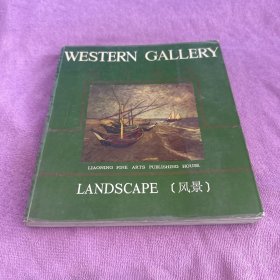 WESTERN GALLERY
LIAONING FINE ARTS PUBLISHING HOUSE
LANDSCAPE (风景)